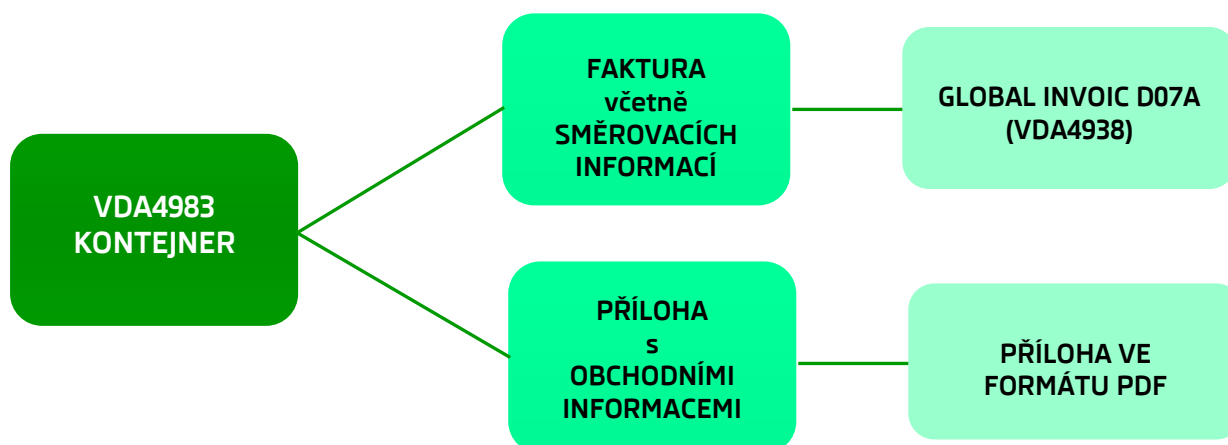 VDA4983
KONTEJNER
FAKTURA
včetně
SMĚROVACÍCH
INFORMACÍ
GLOBAL INVOIC D07A
(VDA4938)
PŘÍLOHA
s
OBCHODNÍMI
INFORMACEMI
PŘÍLOHA VE
FORMÁTU PDF